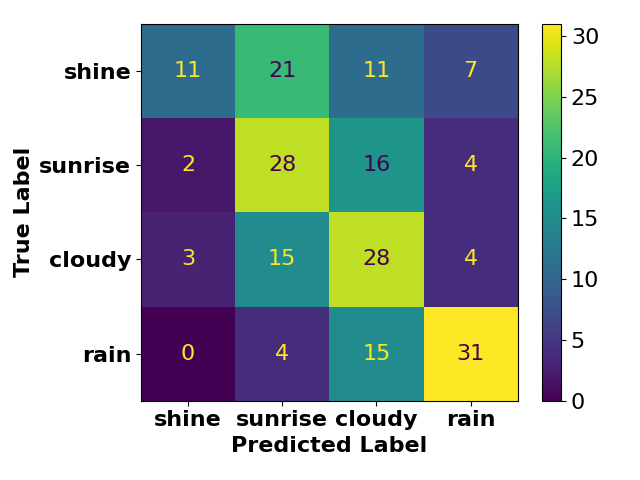 shine 11 21 11 7
sunrise 2 28 16 4
cloudy 3 15 28 4
rain 0 4 15 31
shine sunrise cloudy rain
Predicted Label
True Label
30
25
20
15
10
5
0